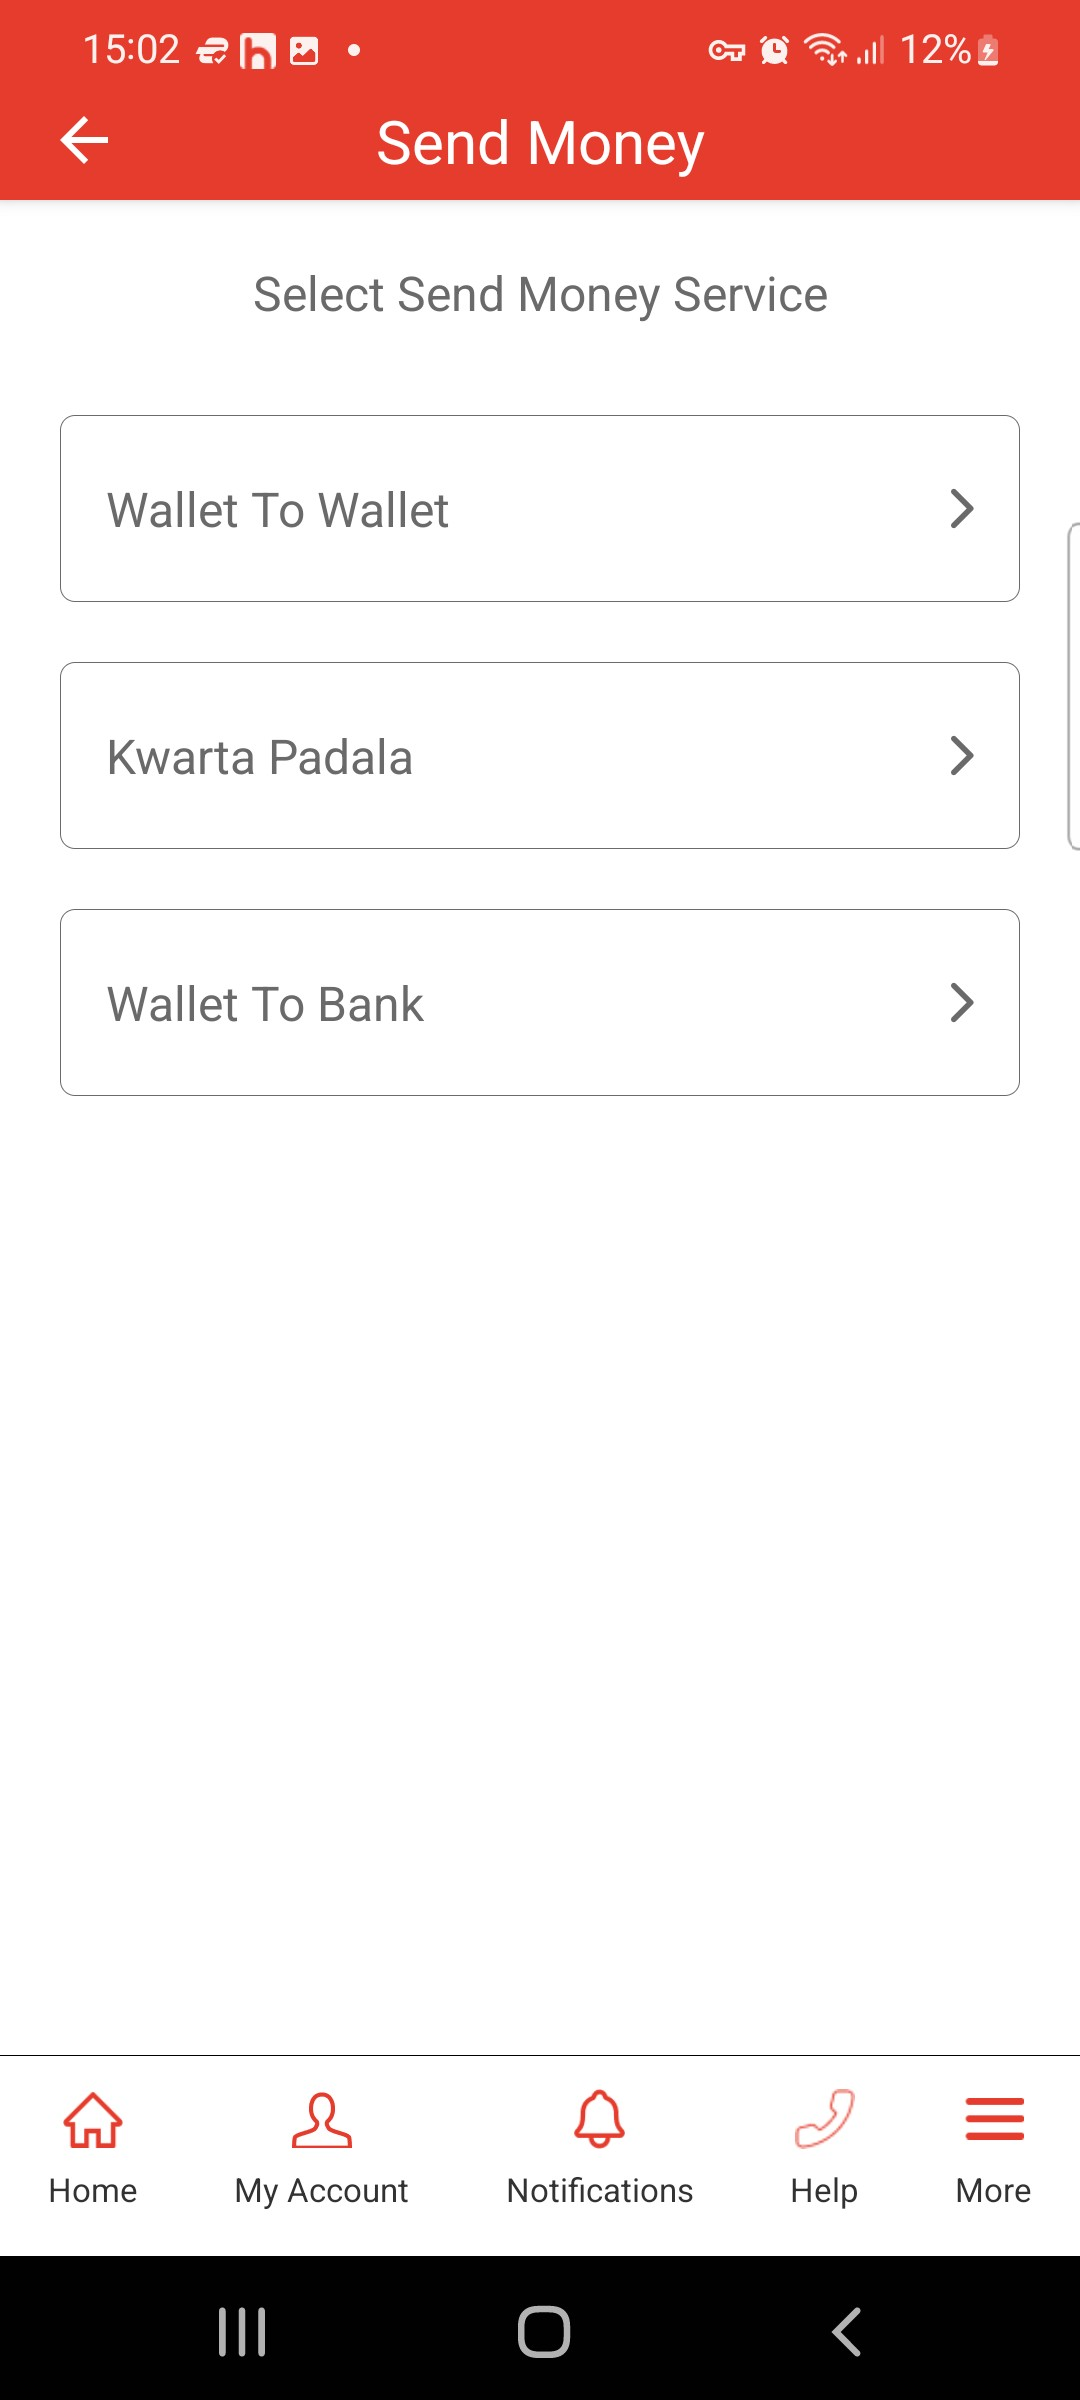 15:02
12%
Send Money
Select Send Money Service
Wallet To Wallet
Kwarta Padala
Wallet To Bank
Home My Account Notifications Help More